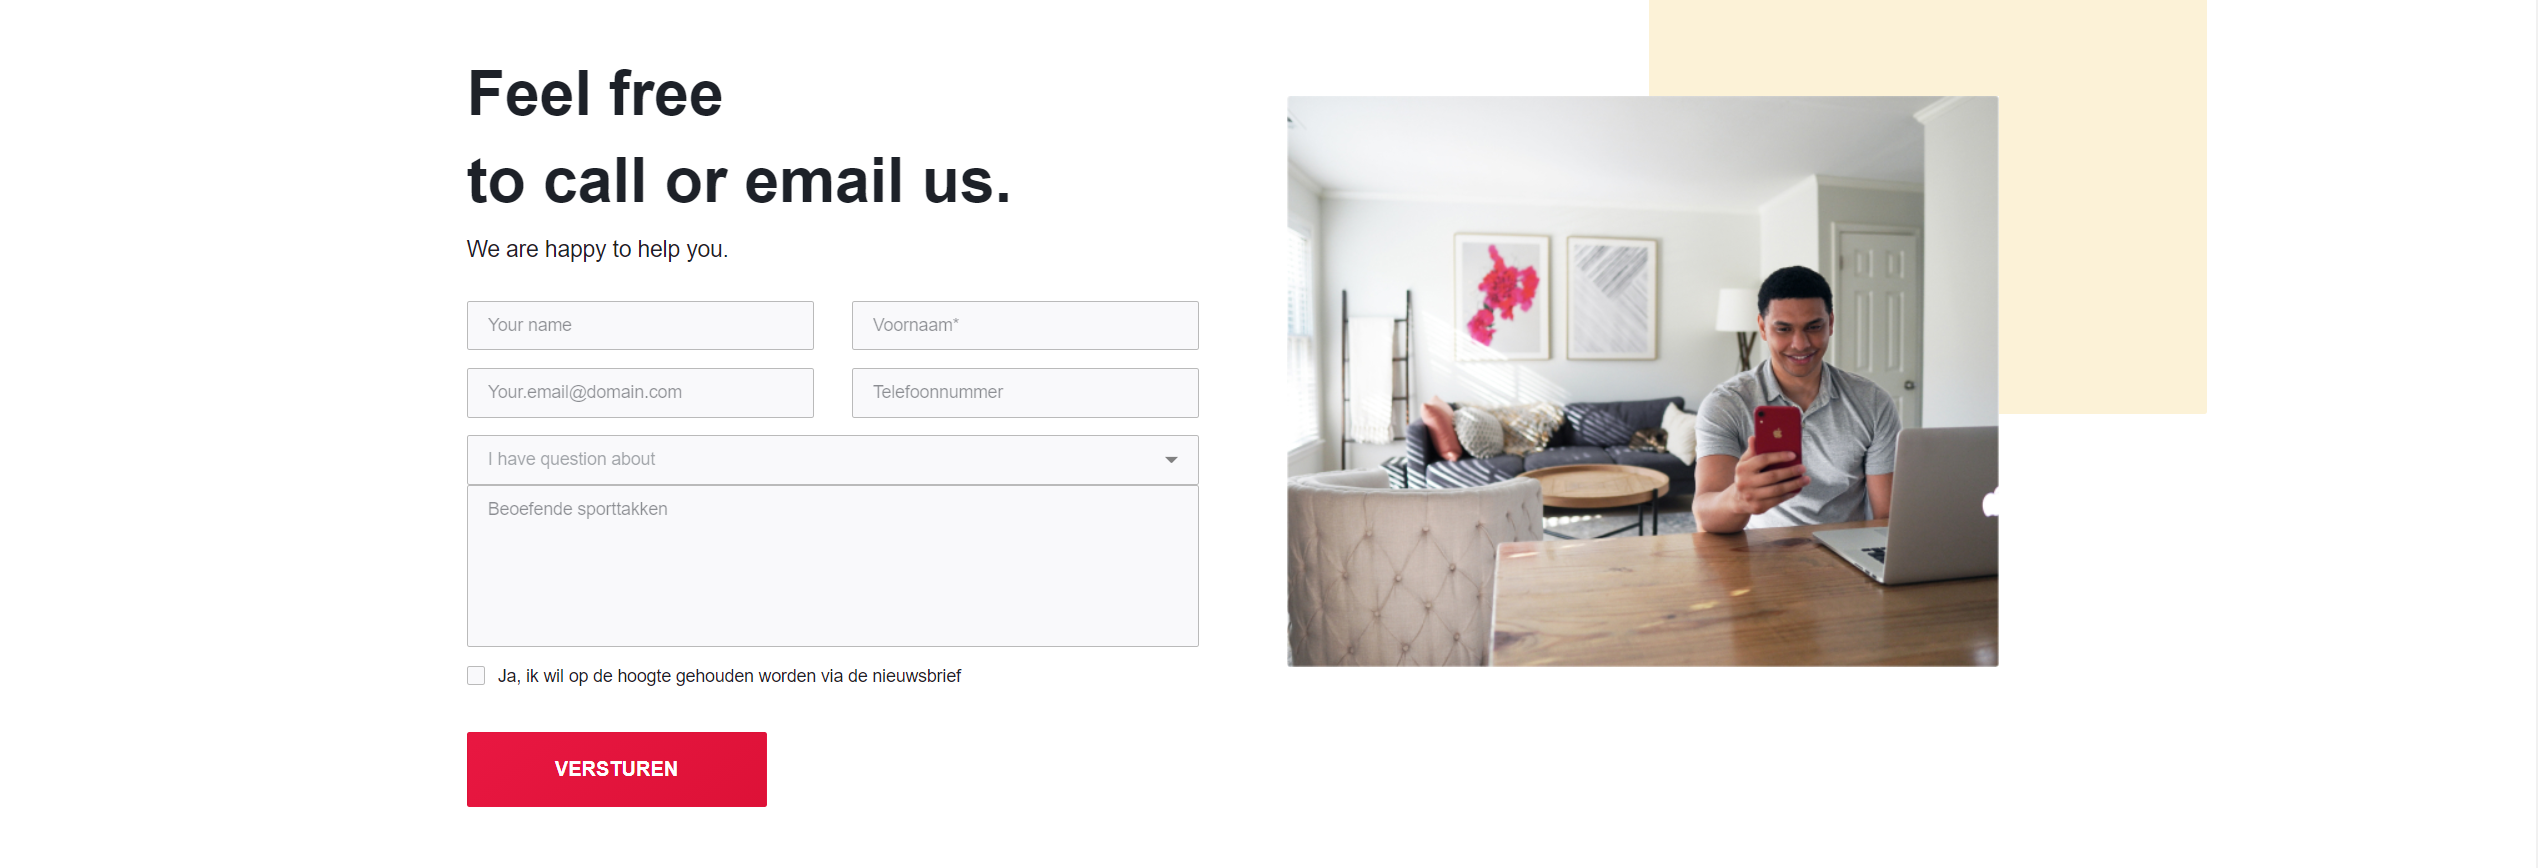 Feel free
to call or email us.
We are happy to help you.
Your name
Voornaam*
Your.email@domain.com
Telefoonnummer
I have question about
Beoefende sporttakken
Ja, ik wil op de hoogte gehouden worden via de nieuwsbrief
VERSTUREN